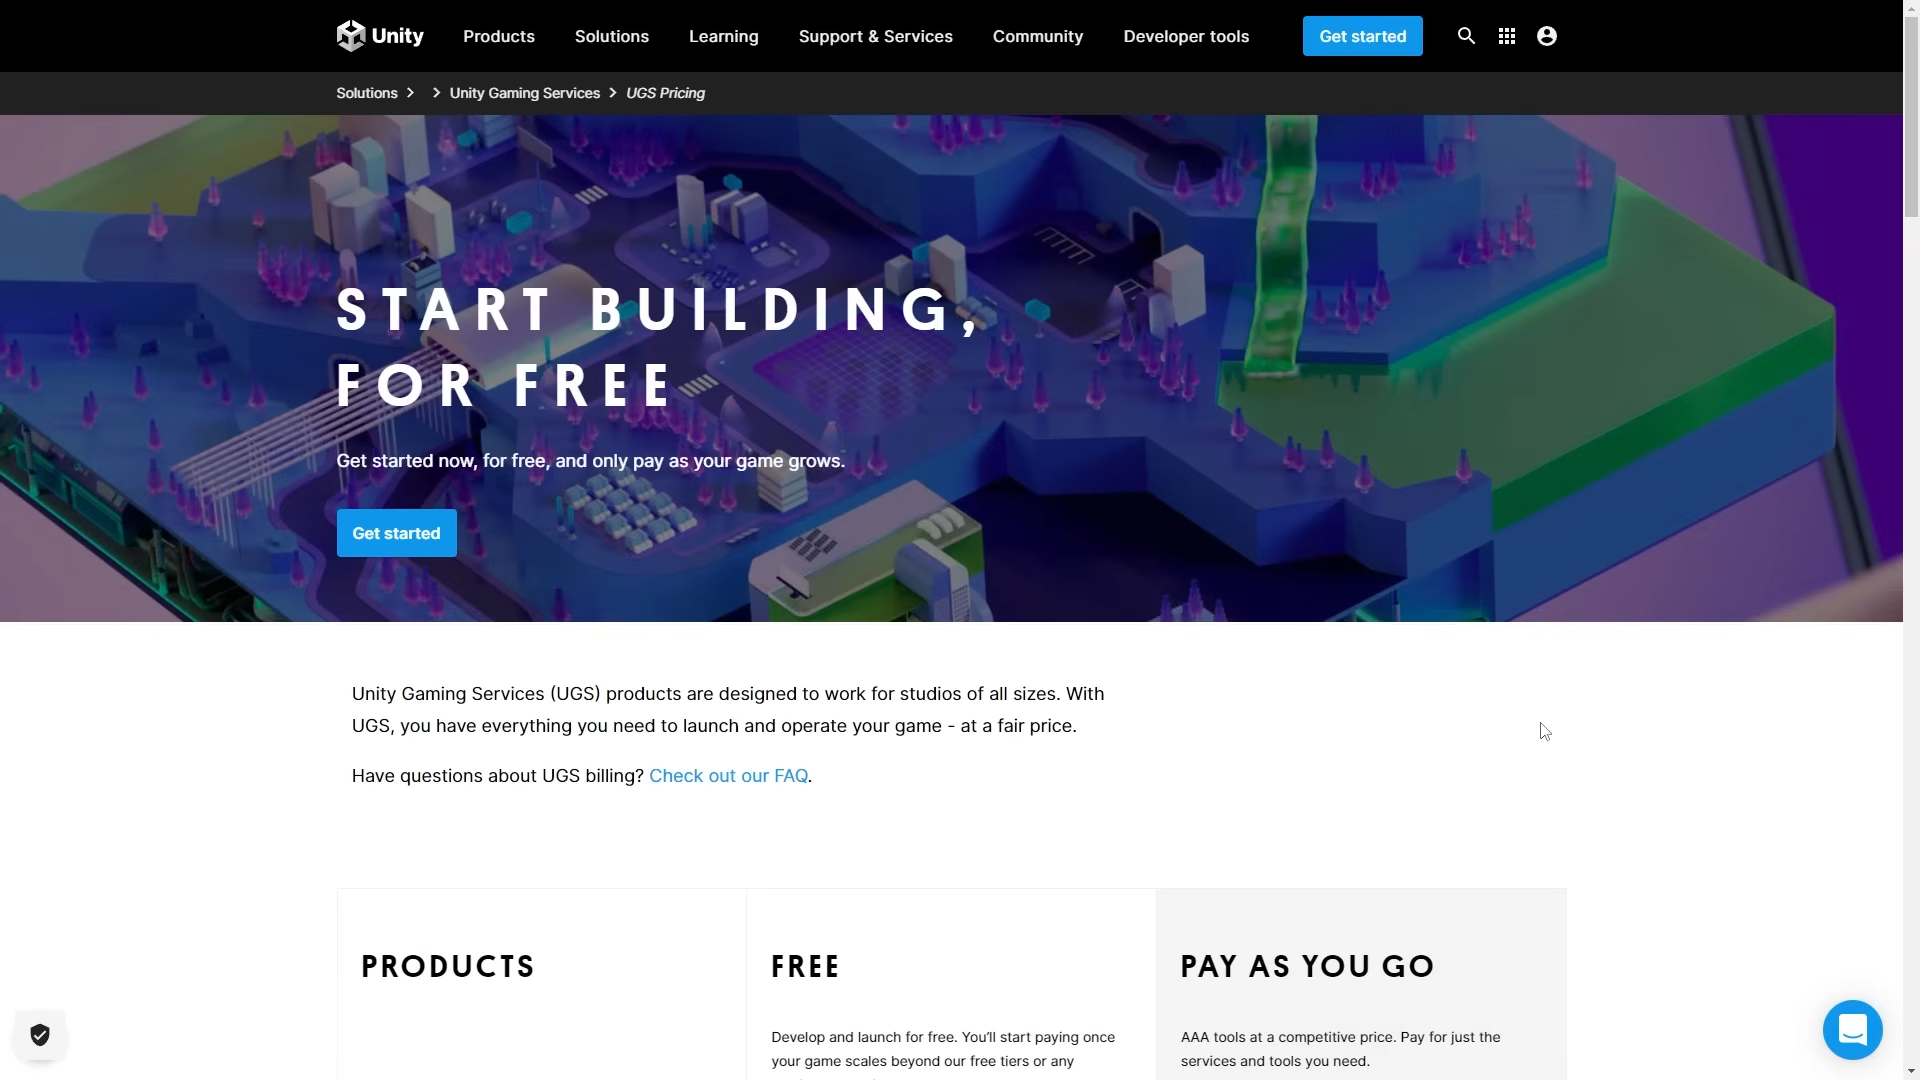 Unity
Products
Solutions
Learning
Support & Services
Community
Developer tools
Get started
Solutions > > Unity Gaming Services > UGS Pricing
START BUILDING,
FOR FREE
Get started now, for free, and only pay as your game grows.
Get started
Unity Gaming Services (UGS) products are designed to work for studios of all sizes. With
UGS, you have everything you need to launch and operate your game - at a fair price.
Have questions about UGS billing? Check out our FAQ.
PRODUCTS
FREE
Develop and launch for free. You'll start paying once
your game scales beyond our free tiers or any
PAY AS YOU GO
AAA tools at a competitive price. Pay for just the
services and tools you need.